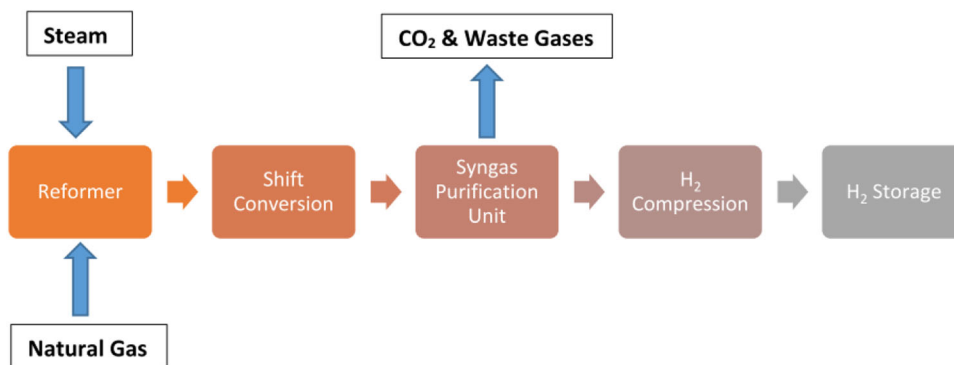 Steam
CO₂ & Waste Gases
Reformer
Shift
Conversion
Syngas
Purification
Unit
H₂
Compression
H₂ Storage
Natural Gas